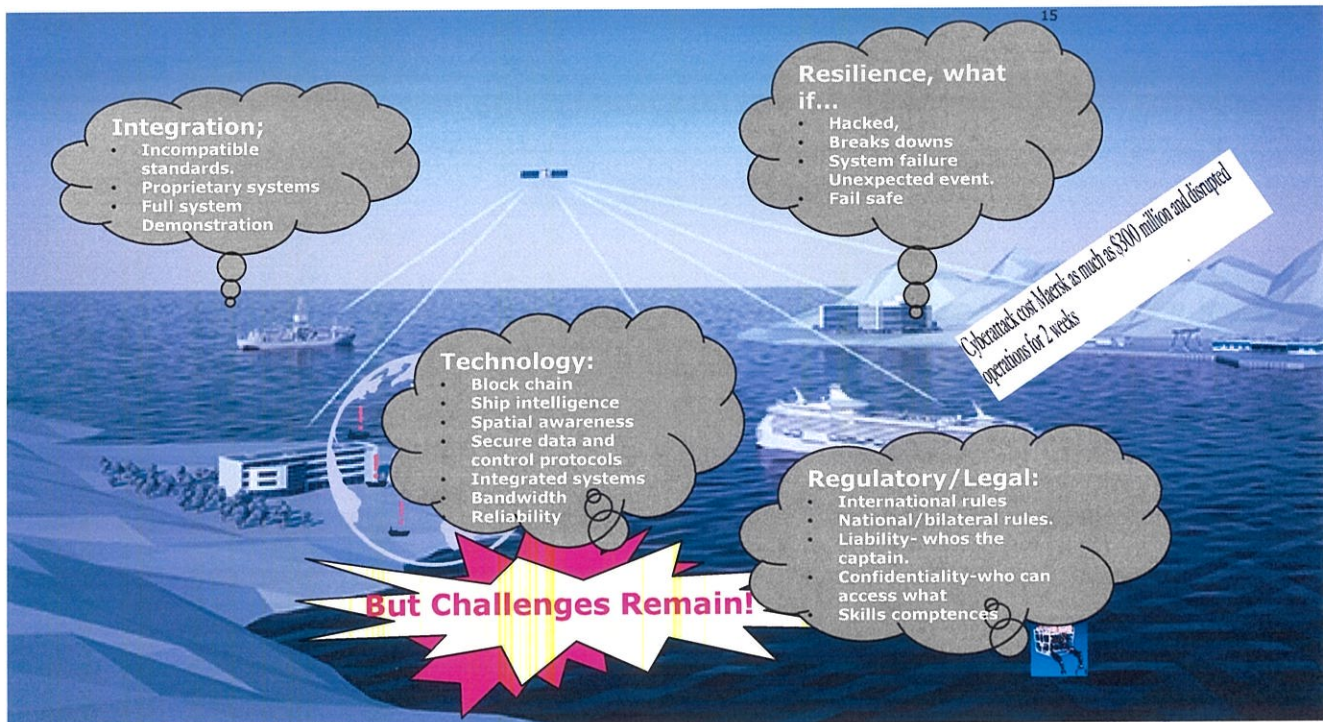 15
Integration;
• Incompatible
standards.
• Proprietary systems
• Full system
Demonstration
Resilience, what
if...
• Hacked,
• Breaks downs
• System failure
Unexpected event.
• Fail safe
Cyberattack cost Maersk as much as $300 million and disrupted
operations for 2 weeks
Technology:
• Block chain
• Ship intelligence
• Spatial awareness
• Secure data and
control protocols
• Integrated systems
• Bandwidth
• Reliability
Regulatory/Legal:
• International rules
• National/bilateral rules.
• Liability- whos the
captain.
• Confidentiality-who can
access what
• Skills comptences
But Challenges Remain!